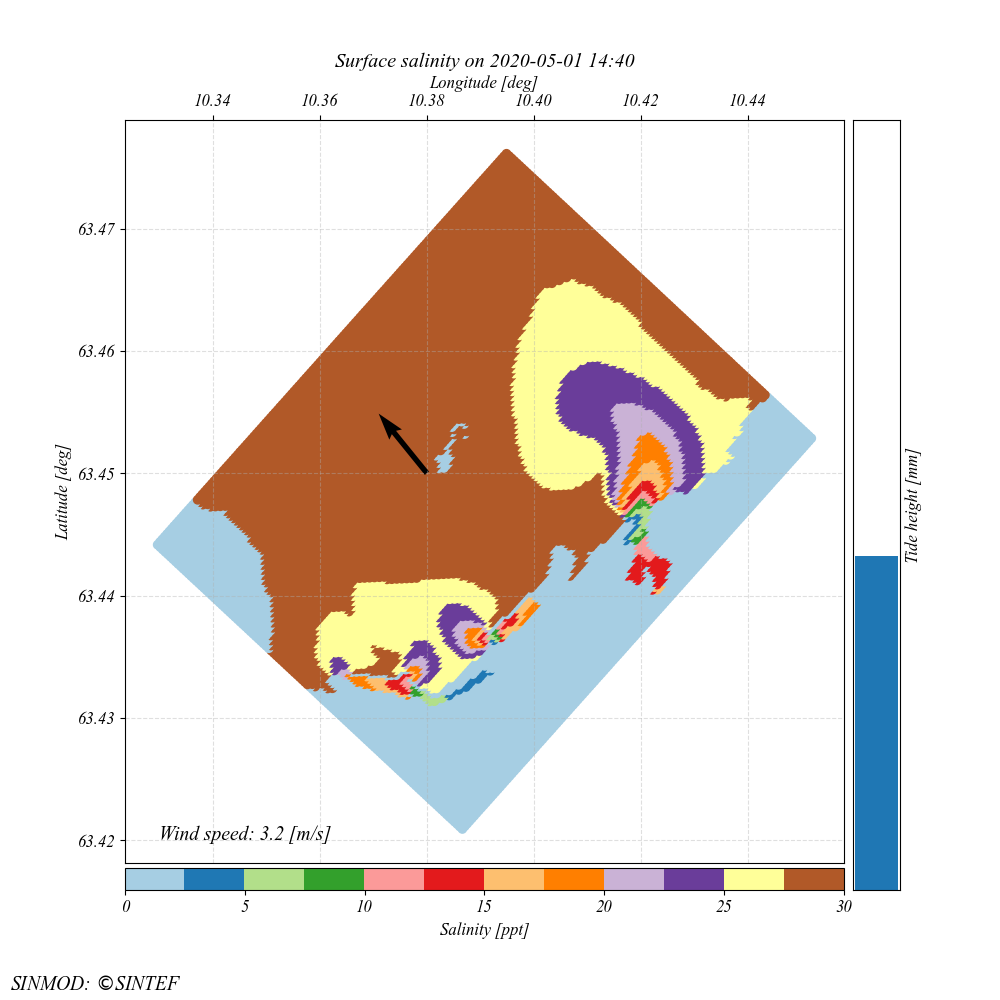 Surface salinity on 2020-05-01 14:40
Longitude [deg]
10.34 10.36 10.38 10.40 10.42 10.44
63.47
63.46
63.45
63.44
63.43
63.42
Latitude [deg]
Tide height [mm]
Wind speed: 3.2 [m/s]
0 5 10 15 20 25 30
Salinity [ppt]
SINMOD: ©SINTEF